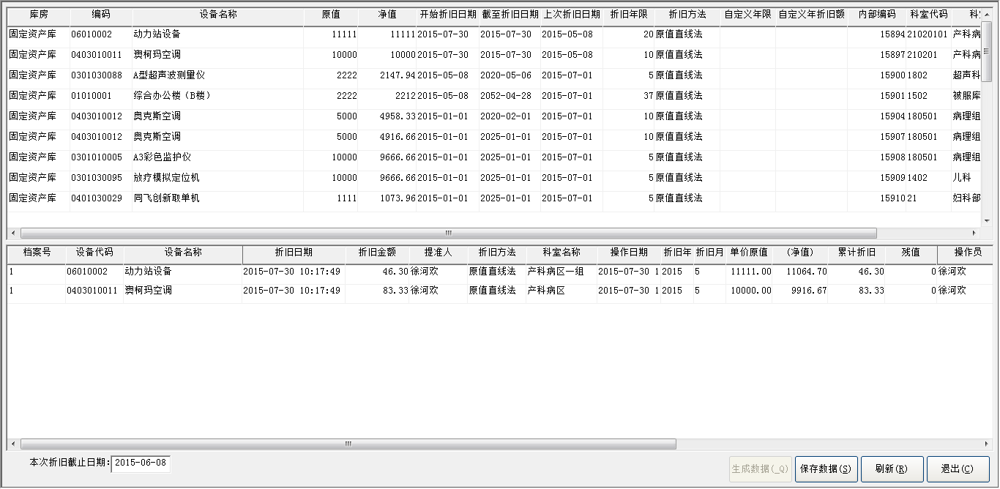 库房 编码 设备名称 原值 净值 开始折旧日期 截至折旧日期 上次折旧日期 折旧年限 折旧方法 自定义年限 自定义年折旧额 内部编码 科室代码 科
固定资产库 06010002 动力站设备 11111 11111 2015-07-30 2015-07-30 2015-05-08 20 原值直线法 15894 21020101 产科病
固定资产库 0403010011 澳柯玛空调 10000 10000 2015-07-30 2015-07-30 2015-05-08 10 原值直线法 15897 210201 产科病
固定资产库 0301030088 A型超声波测量仪 2222 2147.94 2015-05-08 2020-05-06 2015-07-01 5 原值直线法 15900 1802 超声科
固定资产库 01010001 综合办公楼（B楼） 2222 2212 2015-05-08 2052-04-28 2015-07-01 37 原值直线法 15901 1502 被服库
固定资产库 0403010012 奥克斯空调 5000 4958.33 2015-01-01 2020-02-01 2015-07-01 10 原值直线法 15904 180501 病理组
固定资产库 0403010012 奥克斯空调 5000 4916.66 2015-01-01 2025-01-01 2015-07-01 10 原值直线法 15907 180501 病理组
固定资产库 0301010005 A3彩色监护仪 10000 9666.66 2015-01-01 2025-01-01 2015-07-01 5 原值直线法 15908 180501 病理组
固定资产库 0301030095 放疗模拟定位机 10000 9666.66 2015-01-01 2025-01-01 2015-07-01 5 原值直线法 15909 1402 儿科
固定资产库 0401030029 同飞创新取单机 1111 1073.96 2015-01-01 2025-01-01 2015-07-01 5 原值直线法 15910 21 妇科部
档案号 设备代码 设备名称 折旧日期 折旧金额 提准人 折旧方法 科室名称 操作日期 折旧年 折旧月 单价原值 (净值) 累计折旧 残值 操作员
1 06010002 动力站设备 2015-07-30 10:17:49 46.30 徐河欢 原值直线法 产科病区一组 2015-07-30 1 2015 5 11111.00 11064.70 46.30 0 徐河欢
1 0403010011 澳柯玛空调 2015-07-30 10:17:49 83.33 徐河欢 原值直线法 产科病区 2015-07-30 1 2015 5 10000.00 9916.67 83.33 0 徐河欢
本次折旧截止日期: 2015-06-08 生成数据(_Q) 保存数据(S) 刷新(R) 退出(C)